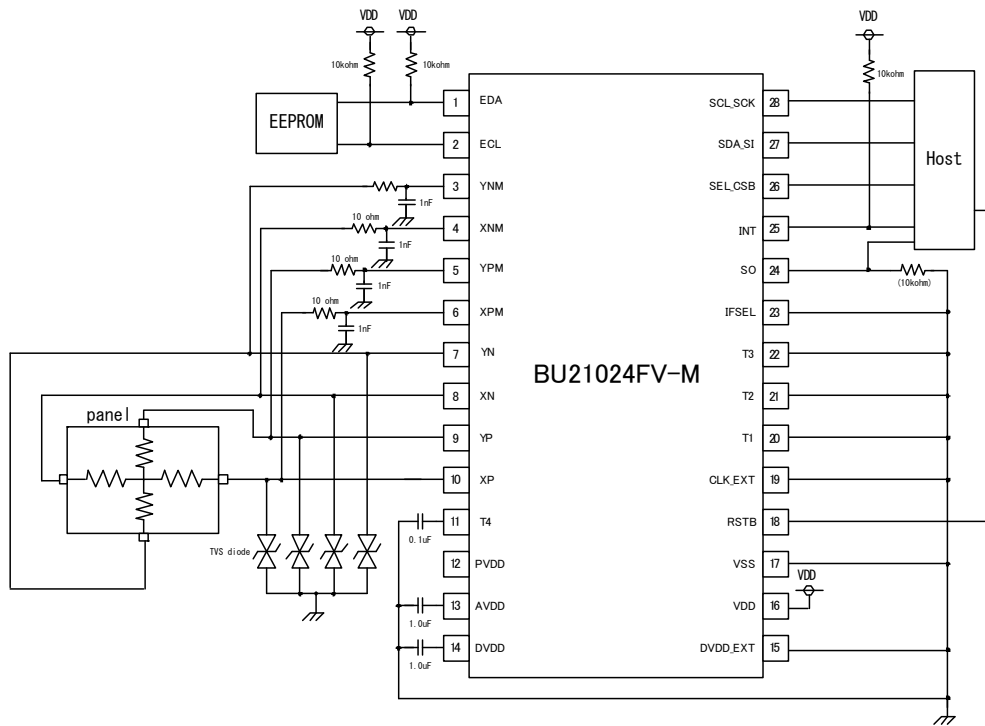 VDD
VDD
VDD
10kohm
10kohm
10kohm
EEPROM
1 EDA
2 ECL
3 YNM
4 XNM
5 YPM
6 XPM
7 YN
8 XN
9 YP
10 XP
11 T4
12 PVDD
13 AVDD
14 DVDD
1nF
10 ohm
1nF
10 ohm
1nF
10 ohm
1nF
panel
TVS diode
0.1uF
1.0uF
1.0uF
BU21024FV-M
SCL_SCK 28
SDA_SI 27
SEL_CSB 26
INT 25
SO 24
IFSEL 23
T3 22
T2 21
T1 20
CLK_EXT 19
RSTB 18
VSS 17
VDD 16
DVDD_EXT 15
Host
(10kohm)
VDD